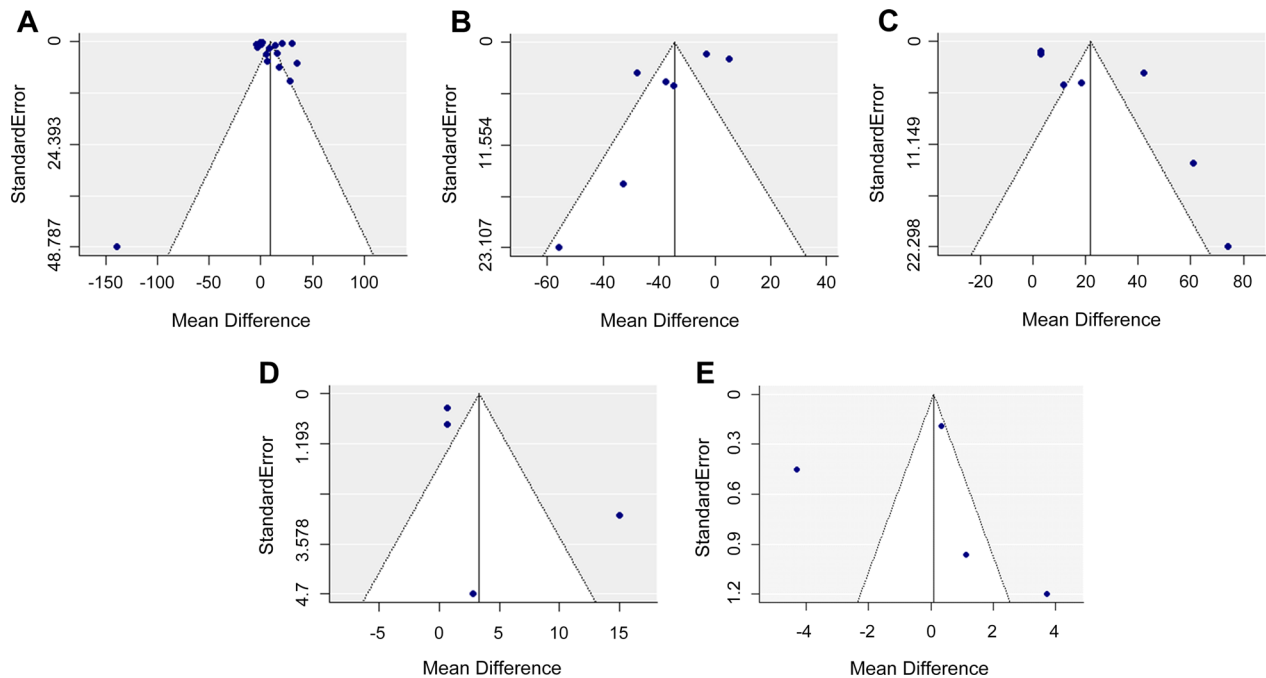 A
StandardError
0
24.393
48.787
-150 -100 -50 0 50 100
Mean Difference
B
StandardError
0
11.554
23.107
-60 -40 -20 0 20 40
Mean Difference
C
StandardError
0
11.149
22.298
-20 0 20 40 60 80
Mean Difference
D
StandardError
0
1.193
3.578
4.7
-5 0 5 10 15
Mean Difference
E
StandardError
0
0.3
0.6
0.9
1.2
-4 -2 0 2 4
Mean Difference